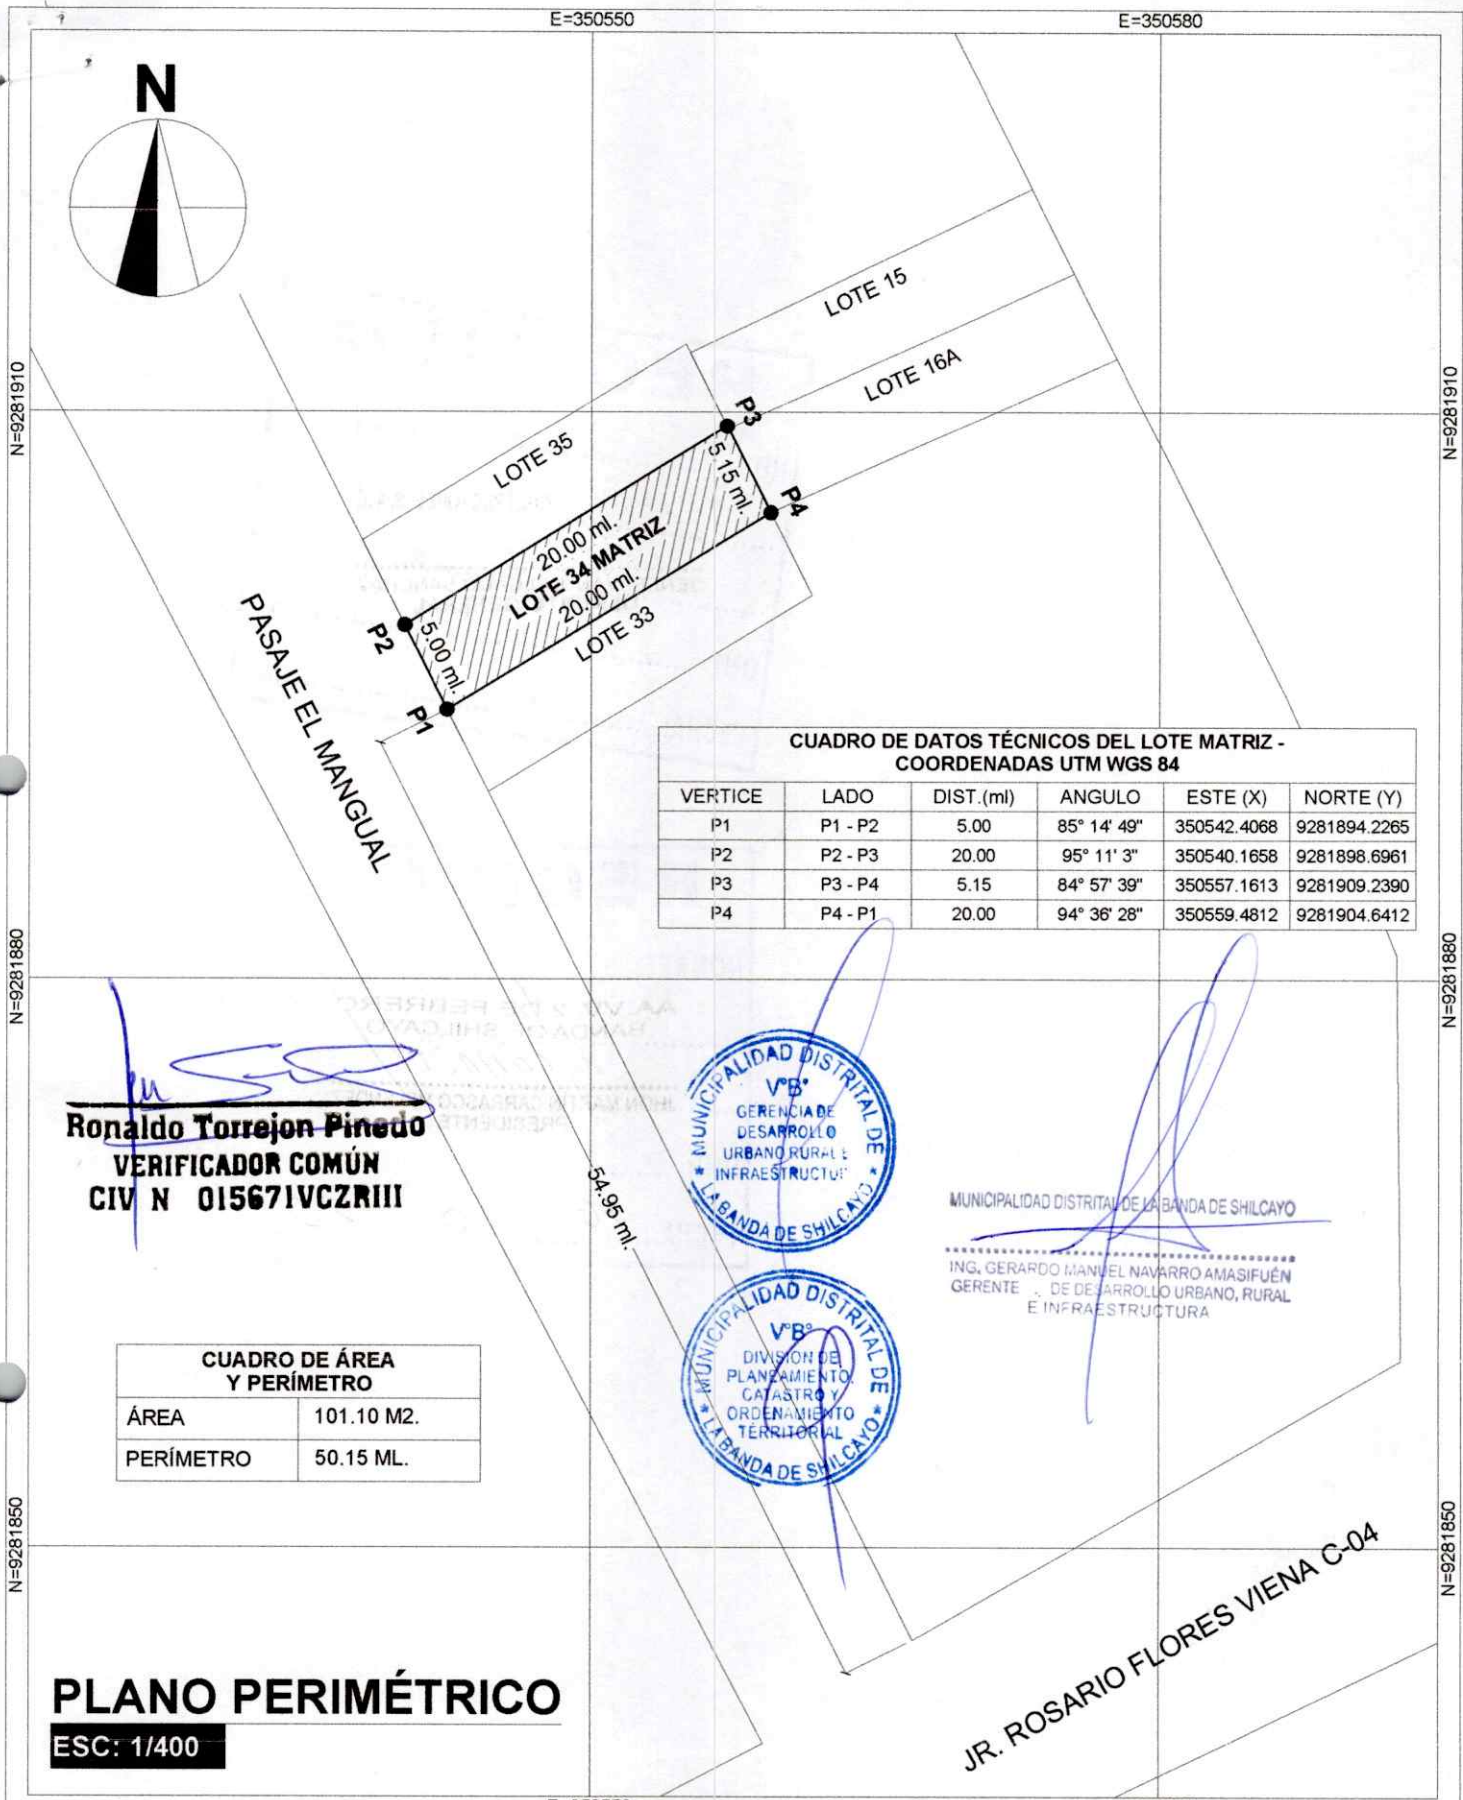 E=350550
E=350580
N
N=9281910
N=9281910
LOTE 15
LOTE 16A
LOTE 35
P3
5.15 ml.
P4
20.00 ml.
LOTE 34 MATRIZ
20.00 ml.
LOTE 33
P2
5.00 ml.
P1
PASAJE EL MANGUAL
CUADRO DE DATOS TÉCNICOS DEL LOTE MATRIZ -
COORDENADAS UTM WGS 84
VERTICE LADO DIST.(ml) ANGULO ESTE (X) NORTE (Y)
P1 P1 - P2 5.00 85° 14' 49" 350542.4068 9281894.2265
P2 P2 - P3 20.00 95° 11' 3" 350540.1658 9281898.6961
P3 P3 - P4 5.15 84° 57' 39" 350557.1613 9281909.2390
P4 P4 - P1 20.00 94° 36' 28" 350559.4812 9281904.6412
N=9281880
N=9281880
Ronaldo Torrejon Pinedo
VERIFICADOR COMÚN
CIV N 015671VCZRIII
54.95 ml.
MUNICIPALIDAD DISTRITAL DE
V°B°
GERENCIA DE
DESARROLLO
URBANO RURAL E
INFRAESTRUCTU
* LA BANDA DE SHILCAYO *
MUNICIPALIDAD DISTRITAL DE LA BANDA DE SHILCAYO
ING. GERARDO MANUEL NAVARRO AMASIFUÉN
GERENTE DE DESARROLLO URBANO, RURAL
E INFRAESTRUCTURA
MUNICIPALIDAD DISTRITAL DE
V°B°
DIVISIÓN DE
PLANEAMIENTO,
CATASTRO Y
ORDENAMIENTO
TERRITORIAL
* LA BANDA DE SHILCAYO *
CUADRO DE ÁREA
Y PERÍMETRO
ÁREA 101.10 M2.
PERÍMETRO 50.15 ML.
N=9281850
N=9281850
JR. ROSARIO FLORES VIENA C-04
PLANO PERIMÉTRICO
ESC: 1/400